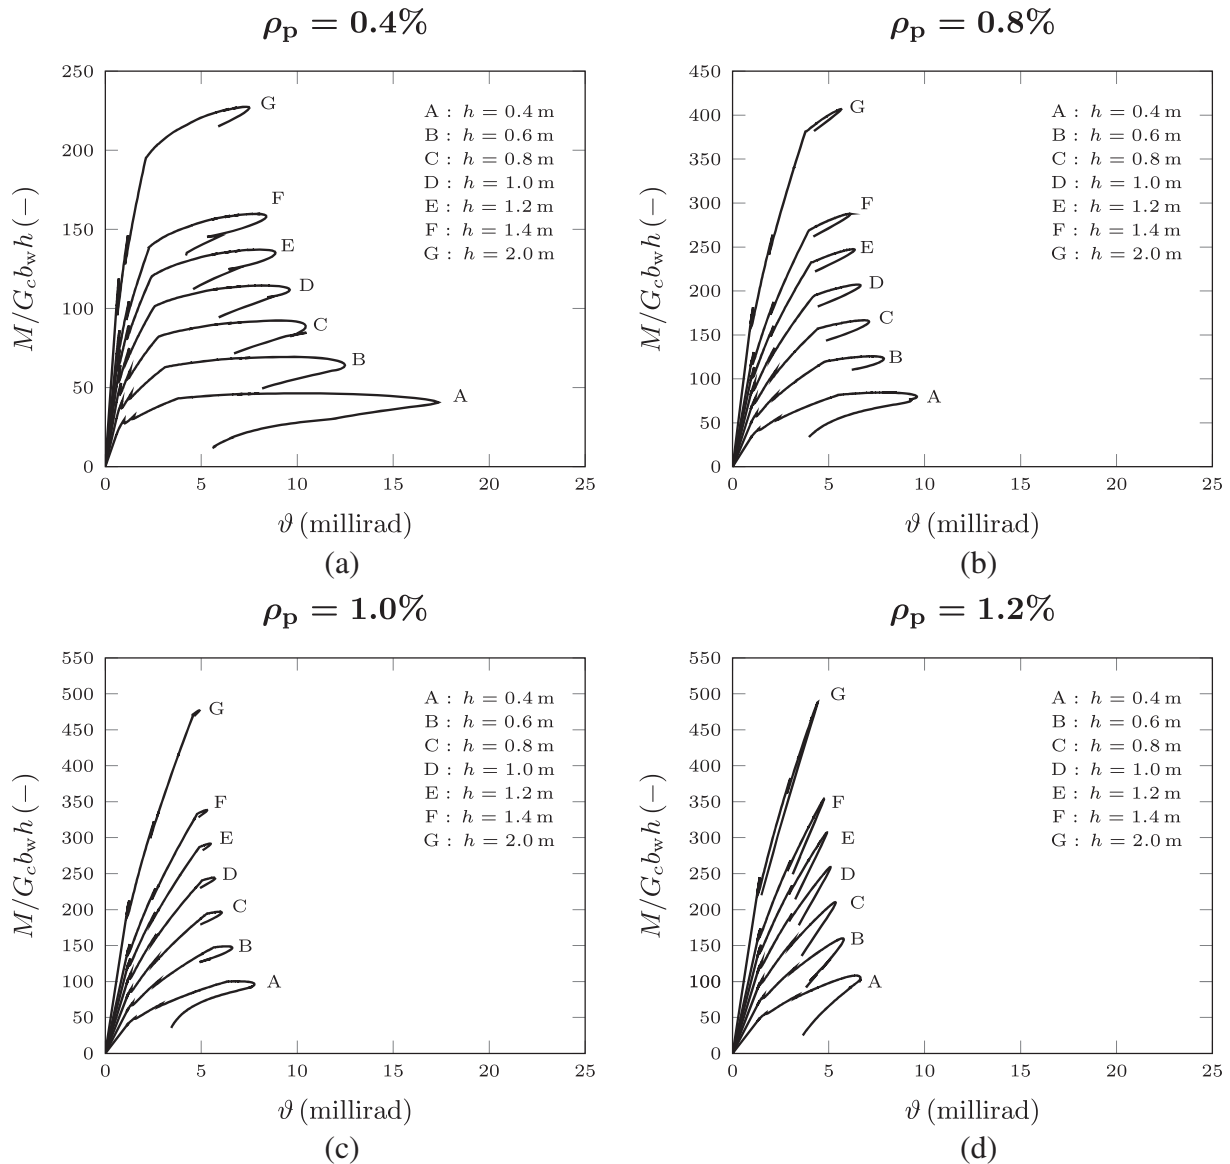 ρp = 0.4%
250
200
150
100
50
0
0 5 10 15 20 25
M/Gcbwh (−)
ϑ (millirad)
G
F
E
D
C
B
A
A : h = 0.4 m
B : h = 0.6 m
C : h = 0.8 m
D : h = 1.0 m
E : h = 1.2 m
F : h = 1.4 m
G : h = 2.0 m
(a)
ρp = 0.8%
450
400
350
300
250
200
150
100
50
0
0 5 10 15 20 25
M/Gcbwh (−)
ϑ (millirad)
G
F
E
D
C
B
A
A : h = 0.4 m
B : h = 0.6 m
C : h = 0.8 m
D : h = 1.0 m
E : h = 1.2 m
F : h = 1.4 m
G : h = 2.0 m
(b)
ρp = 1.0%
550
500
450
400
350
300
250
200
150
100
50
0
0 5 10 15 20 25
M/Gcbwh (−)
ϑ (millirad)
G
F
E
D
C
B
A
A : h = 0.4 m
B : h = 0.6 m
C : h = 0.8 m
D : h = 1.0 m
E : h = 1.2 m
F : h = 1.4 m
G : h = 2.0 m
(c)
ρp = 1.2%
550
500
450
400
350
300
250
200
150
100
50
0
0 5 10 15 20 25
M/Gcbwh (−)
ϑ (millirad)
G
F
E
D
C
B
A
A : h = 0.4 m
B : h = 0.6 m
C : h = 0.8 m
D : h = 1.0 m
E : h = 1.2 m
F : h = 1.4 m
G : h = 2.0 m
(d)